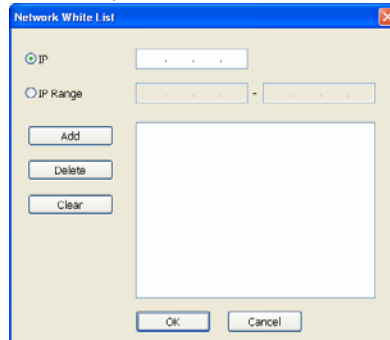 Network White List
IP
. . .
IP Range
. . . - . . .
Add
Delete
Clear
OK
Cancel